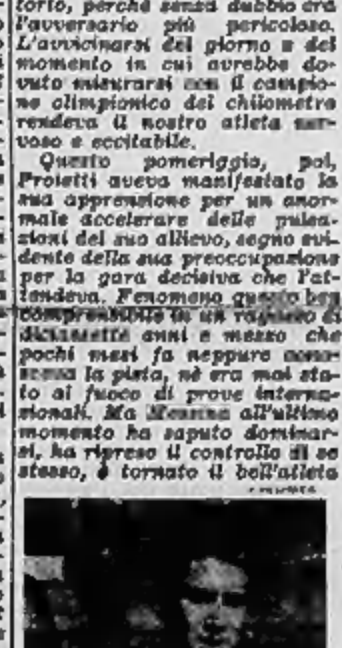 torto, perché senza dubbio era
l'avversario più pericoloso.
L'avvicinarsi del giorno e del
momento in cui avrebbe do-
vuto misurarsi con il campio-
ne olimpionico del chilometro
rendeva il nostro atleta ner-
voso e eccitabile.
Questo pomeriggio, poi,
Proietti aveva manifestato la
sua apprensione per un anor-
male accelerare delle pulsa-
zioni del suo allievo, segno evi-
dente della sua preoccupazione
per la gara decisiva che l'at-
tendeva. Fenomeno questo ben
comprensibile in un ragazzo di
diciassette anni e mezzo che
pochi mesi fa neppure cono-
sceva la pista, nè era mai sta-
to al fuoco di prove interna-
zionali. Ma Messina all'ultimo
momento ha saputo dominar-
si, ha ripreso il controllo di se
stesso, è tornato il bell'atleta